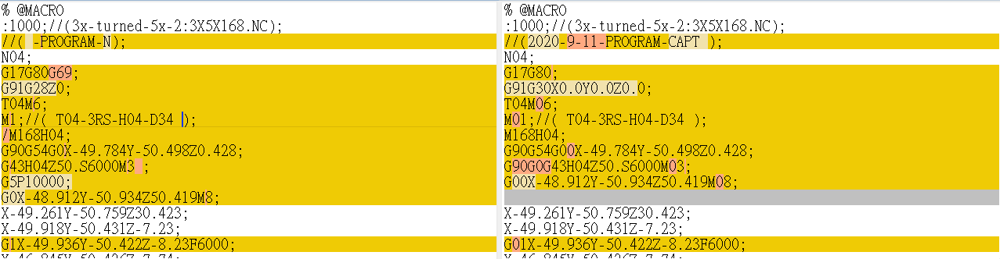 % @MACRO
:1000;//(3x-turned-5x-2:3X5X168.NC);
//( -PROGRAM-N);
N04;
G17G80G69;
G91G28Z0;
T04M6;
M1;//( T04-3RS-H04-D34 );
/M168H04;
G90G54G0X-49.784Y-50.498Z0.428;
G43H04Z50.S6000M3 ;
G5P10000;
G0X-48.912Y-50.934Z50.419M8;
X-49.261Y-50.759Z30.423;
X-49.918Y-50.431Z-7.23;
G1X-49.936Y-50.422Z-8.23F6000;
% @MACRO
:1000;//(3x-turned-5x-2:3X5X168.NC);
//(2020-9-11-PROGRAM-CAPT );
N04;
G17G80;
G91G30X0.0Y0.0Z0.0;
T04M06;
M01;//( T04-3RS-H04-D34 );
M168H04;
G90G54G00X-49.784Y-50.498Z0.428;
G90G0G43H04Z50.S6000M03;
G00X-48.912Y-50.934Z50.419M08;
X-49.261Y-50.759Z30.423;
X-49.918Y-50.431Z-7.23;
G01X-49.936Y-50.422Z-8.23F6000;